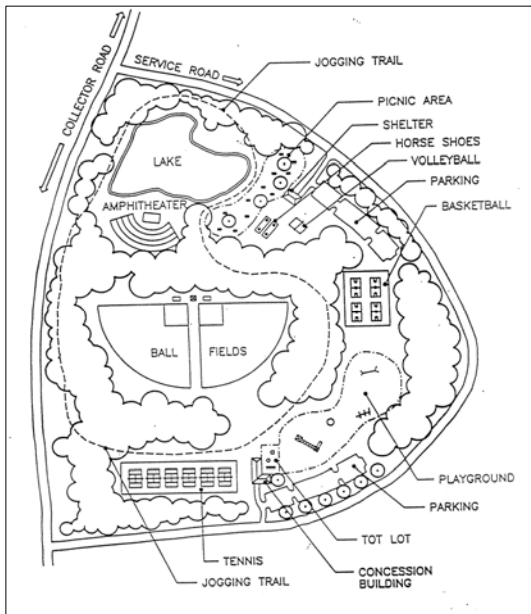 COLLECTOR ROAD
SERVICE ROAD
JOGGING TRAIL
PICNIC AREA
SHELTER
HORSE SHOES
VOLLEYBALL
PARKING
BASKETBALL
LAKE
AMPHITHEATER
BALL FIELDS
PLAYGROUND
PARKING
TOT LOT
TENNIS
CONCESSION
BUILDING
JOGGING TRAIL